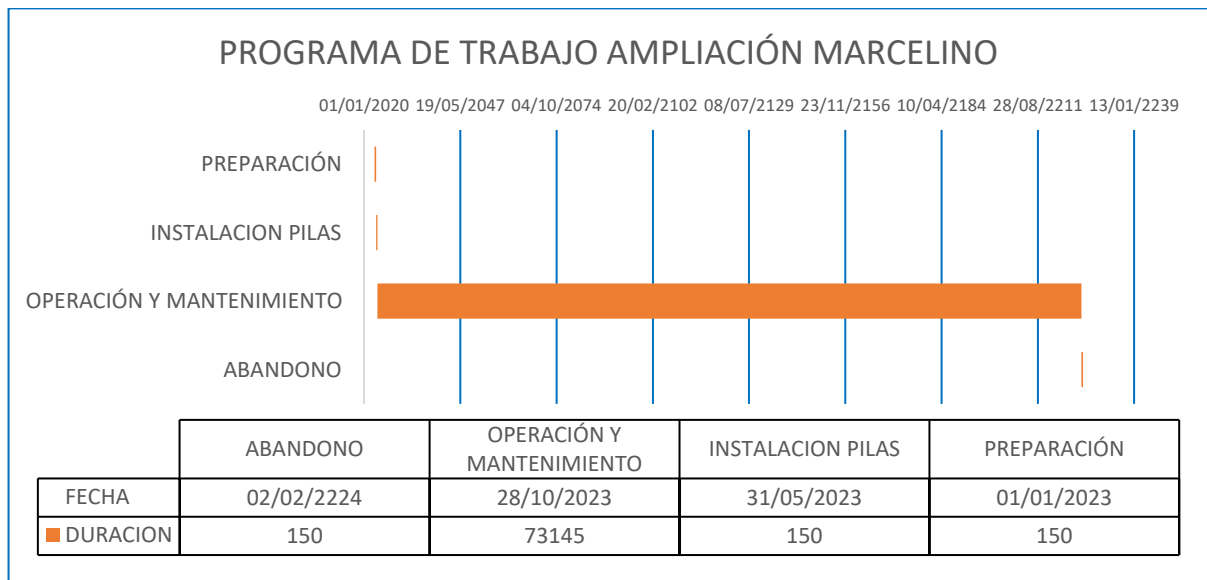 PROGRAMA DE TRABAJO AMPLIACIÓN MARCELINO
01/01/2020 19/05/2047 04/10/2074 20/02/2102 08/07/2129 23/11/2156 10/04/2184 28/08/2211 13/01/2239
PREPARACIÓN
INSTALACION PILAS
OPERACIÓN Y MANTENIMIENTO
ABANDONO
ABANDONO OPERACIÓN Y MANTENIMIENTO INSTALACION PILAS PREPARACIÓN
FECHA 02/02/2224 28/10/2023 31/05/2023 01/01/2023
DURACION 150 73145 150 150